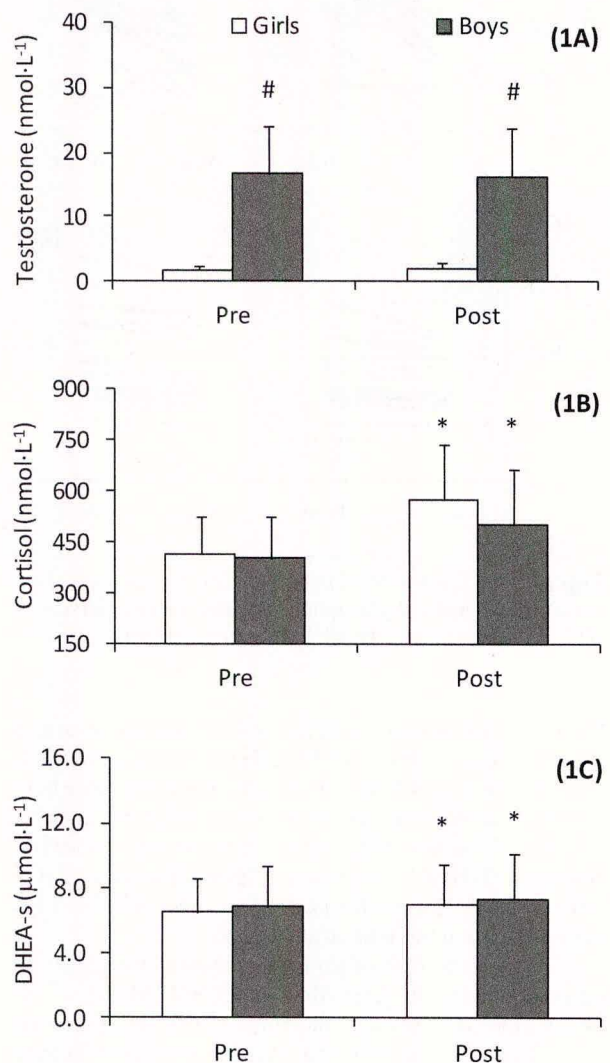 Girls Boys (1A)
Testosterone (nmol·L-1)
40
30
20
10
0
# #
Pre Post
(1B)
Cortisol (nmol·L-1)
900
750
600
450
300
150
* *
Pre Post
(1C)
DHEA-s (μmol·L-1)
16.0
12.0
8.0
4.0
0.0
* *
Pre Post